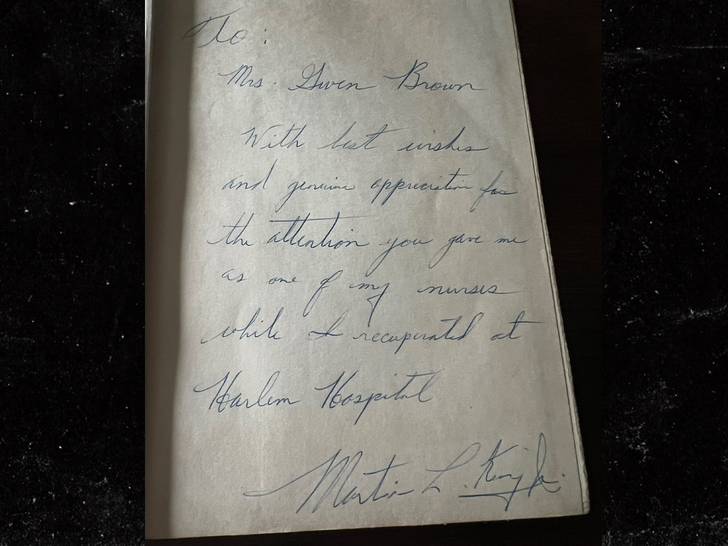 To:
Mrs. Gwen Brown
With best wishes
and genuine appreciation for
the attention you gave me
as one of my nurses
while I recuperated at
Harlem Hospital
Martin L. King Jr.